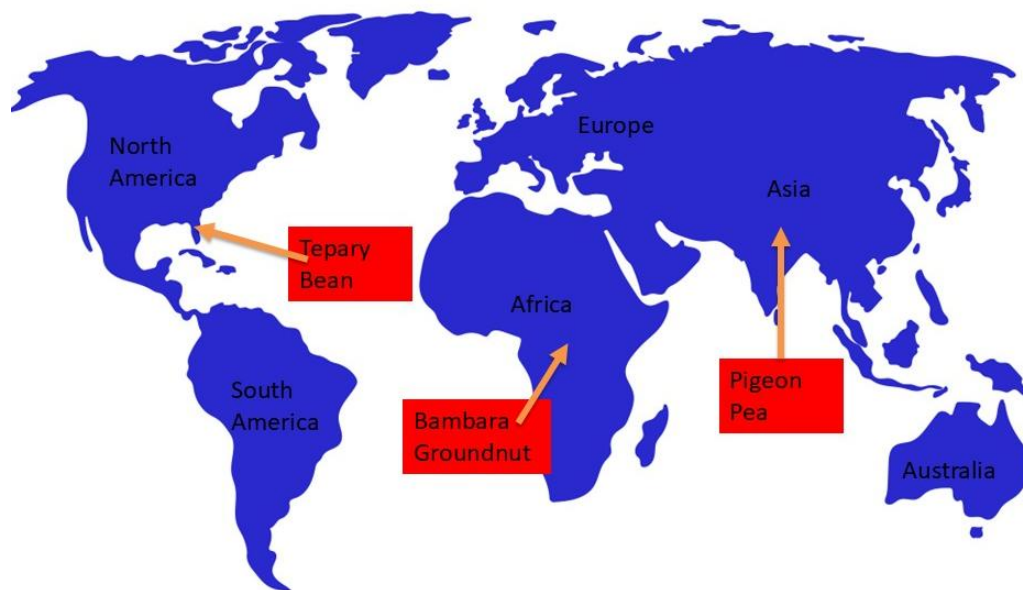 North
America
Europe
Asia
Tepary
Bean
Africa
South
America
Bambara
Groundnut
Pigeon
Pea
Australia